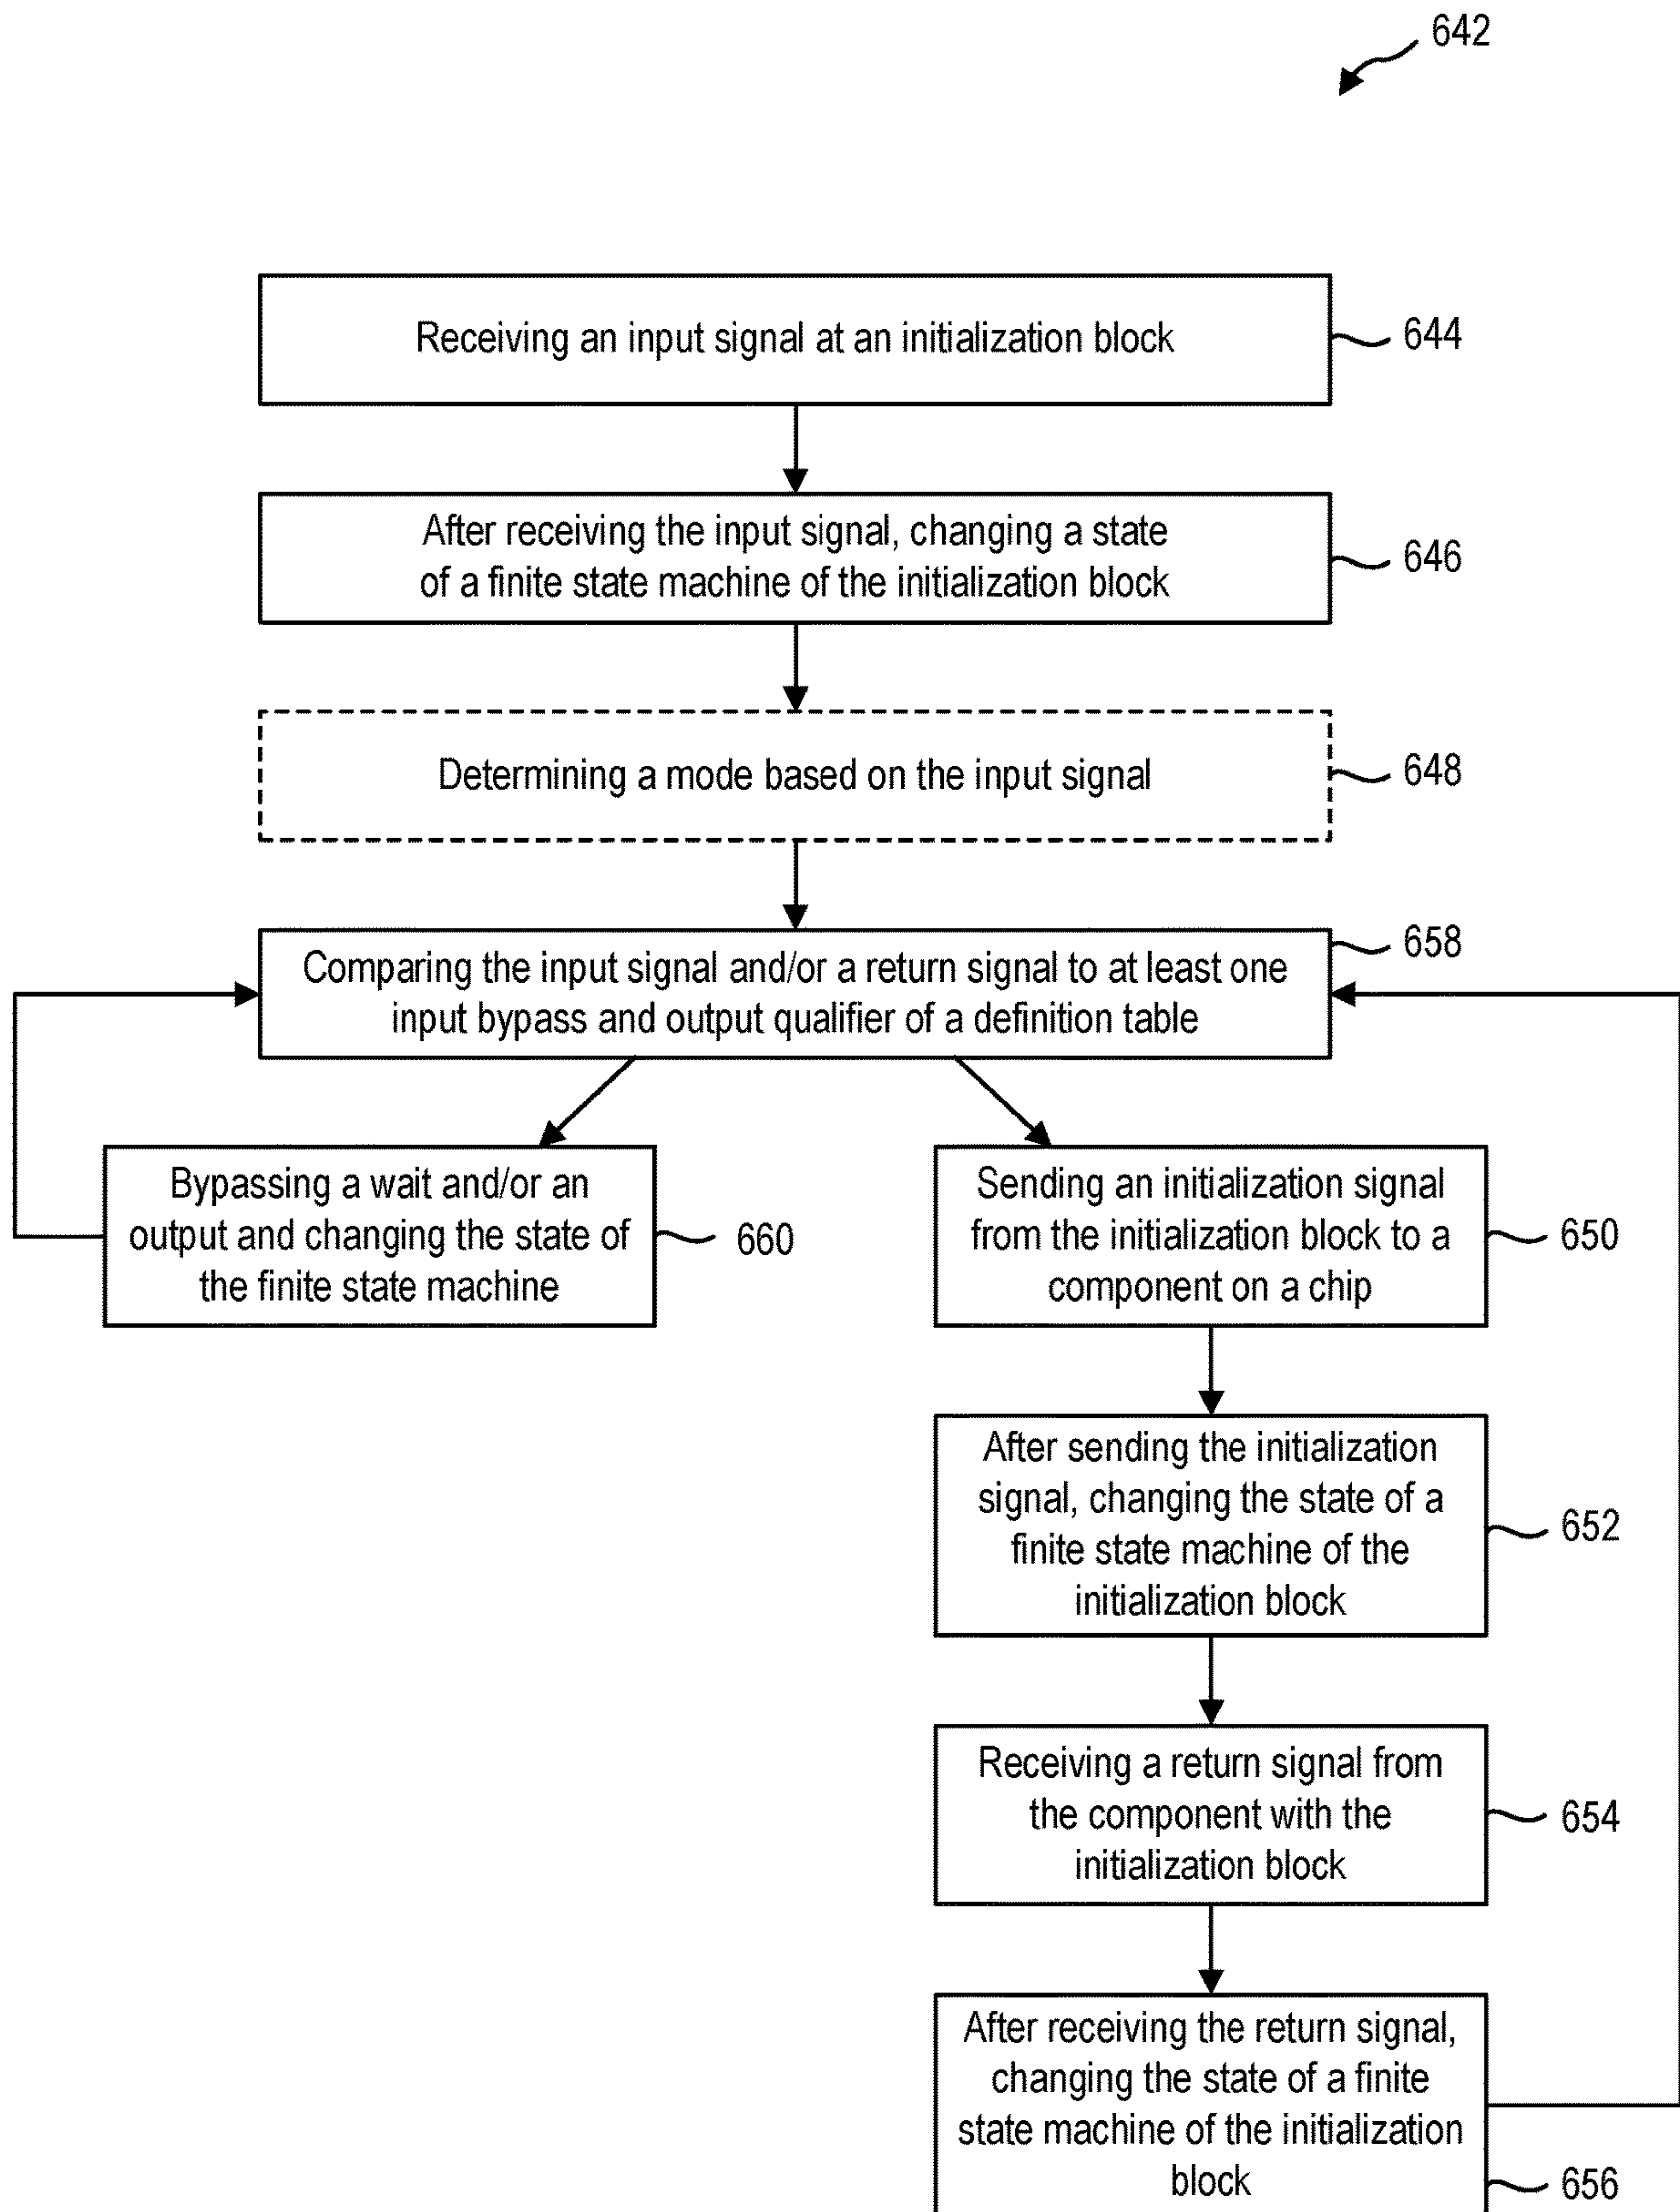 642
Receiving an input signal at an initialization block
644
After receiving the input signal, changing a state
of a finite state machine of the initialization block
646
Determining a mode based on the input signal
648
Comparing the input signal and/or a return signal to at least one
input bypass and output qualifier of a definition table
658
Bypassing a wait and/or an
output and changing the state of
the finite state machine
660
Sending an initialization signal
from the initialization block to a
component on a chip
650
After sending the initialization
signal, changing the state of a
finite state machine of the
initialization block
652
Receiving a return signal from
the component with the
initialization block
654
After receiving the return signal,
changing the state of a finite
state machine of the initialization
block
656